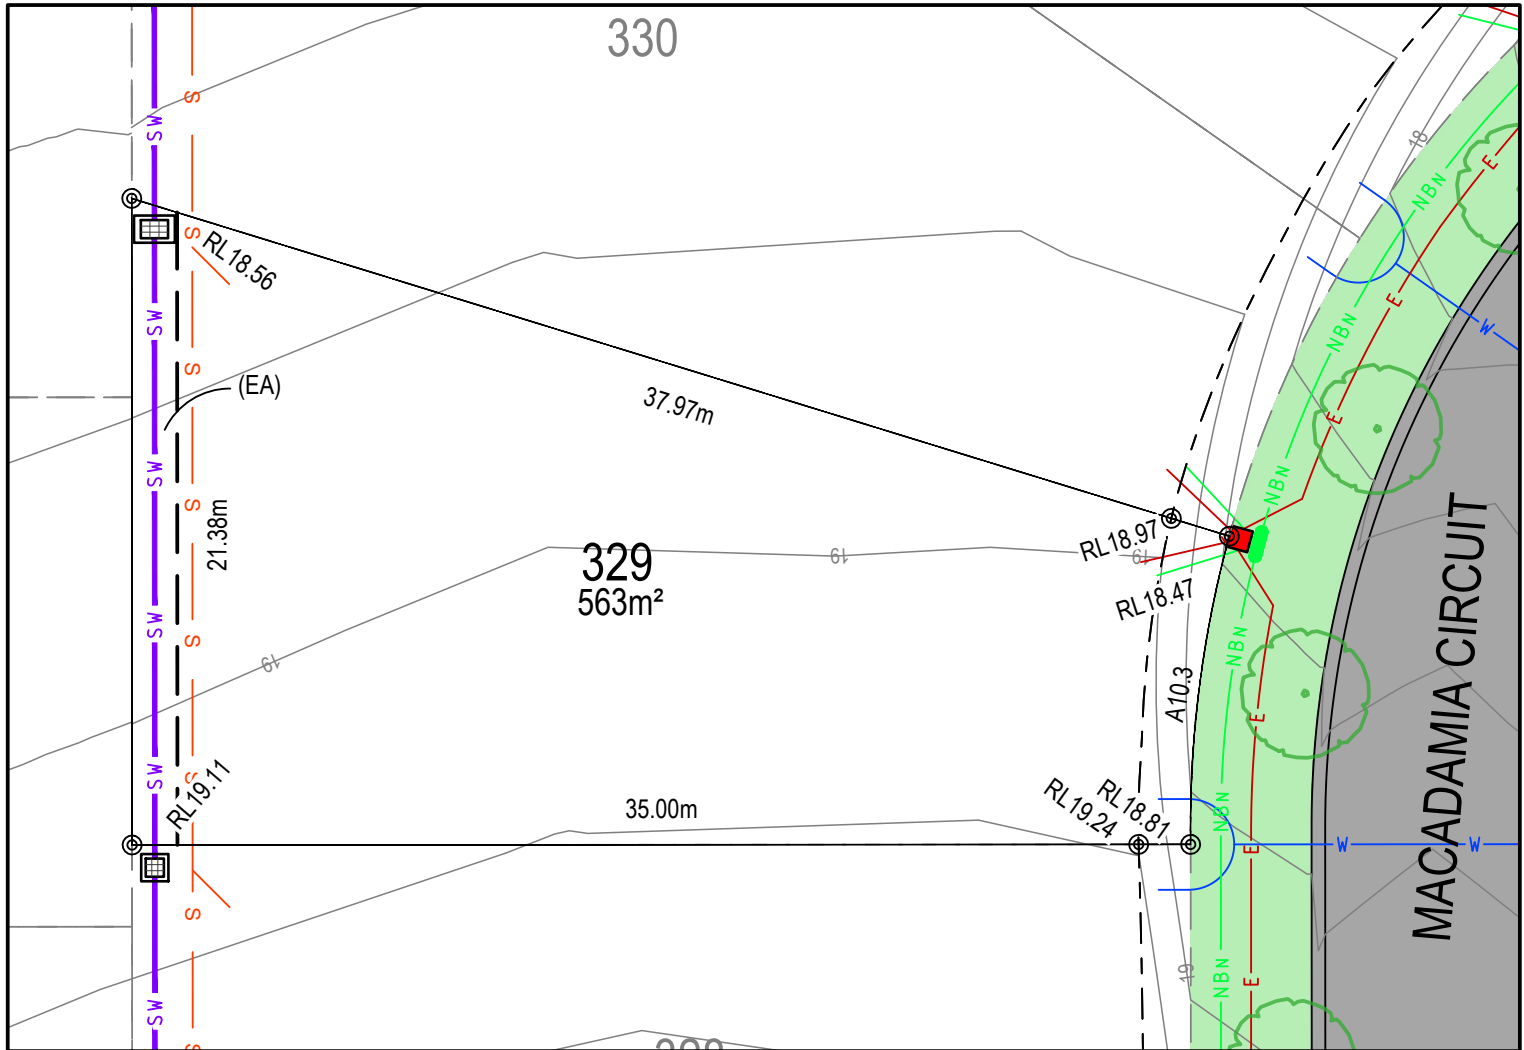 330
S
SW
18
E
NBN
S
RL18.56
E
NBN
W
SW
S
(EA)
37.97m
E
SW
NBN
S
21.38m
RL18.97
329
563m²
19
19
RL18.47
SW
S
NBN
19
A10.3
E
MACADAMIA CIRCUIT
SW
S
RL19.11
35.00m
RL19.24
RL18.81
NBN
E
W
W
S
19
NBN
E
SW
S